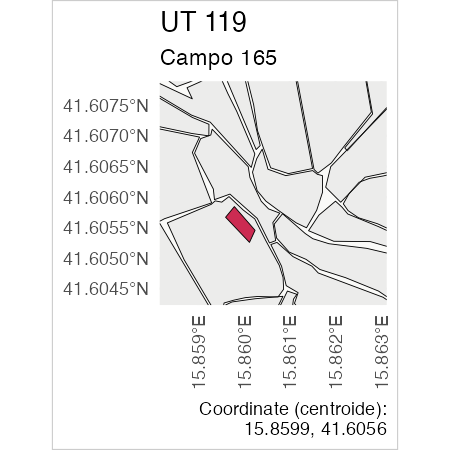 UT 119
Campo 165
41.6075°N
41.6070°N
41.6065°N
41.6060°N
41.6055°N
41.6050°N
41.6045°N
15.859°E
15.860°E
15.861°E
15.862°E
15.863°E
Coordinate (centroide):
15.8599, 41.6056